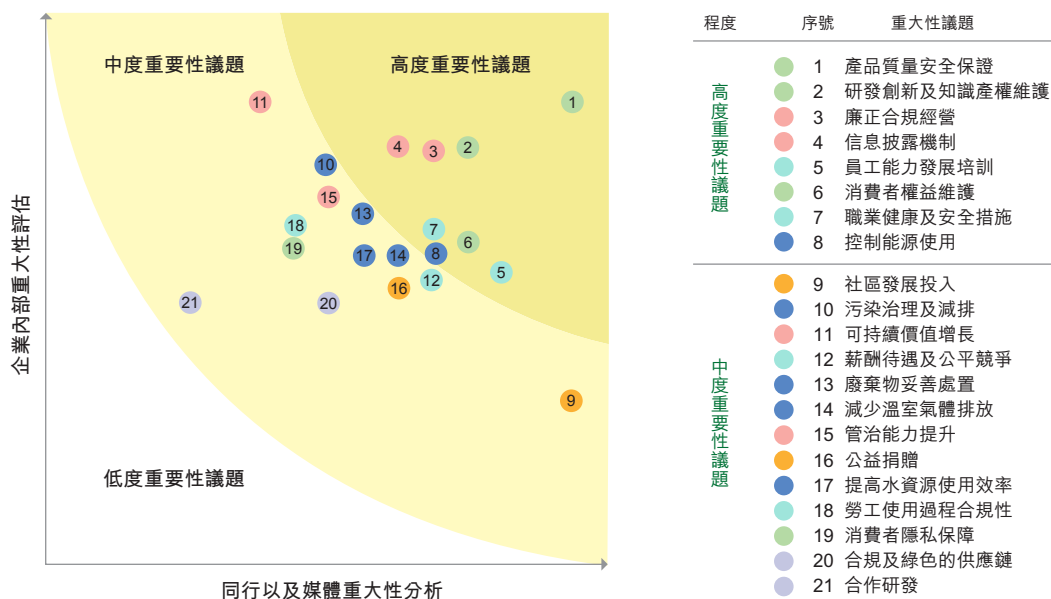 中度重要性議題
高度重要性議題
11
1
4
3
2
10
15
13
18
7
19
6
17
14
8
5
12
16
21
20
9
低度重要性議題
企業內部重大性評估
同行以及媒體重大性分析
程度 序號 重大性議題
高度重要性議題
1 產品質量安全保證
2 研發創新及知識產權維護
3 廉正合規經營
4 信息披露機制
5 員工能力發展培訓
6 消費者權益維護
7 職業健康及安全措施
8 控制能源使用
中度重要性議題
9 社區發展投入
10 污染治理及減排
11 可持續價值增長
12 薪酬待遇及公平競爭
13 廢棄物妥善處置
14 減少溫室氣體排放
15 管治能力提升
16 公益捐贈
17 提高水資源使用效率
18 勞工使用過程合規性
19 消費者隱私保障
20 合規及綠色的供應鏈
21 合作研發